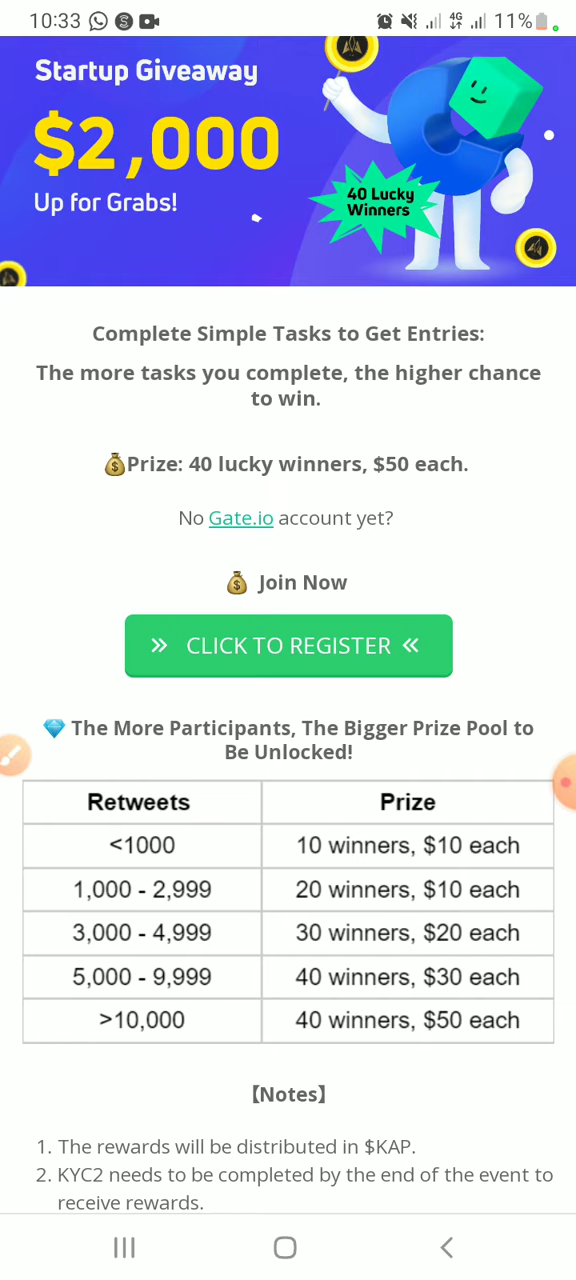 10:33 S 4G 11%
Startup Giveaway
$2,000
Up for Grabs!
40 Lucky
Winners
Complete Simple Tasks to Get Entries:
The more tasks you complete, the higher chance
to win.
💰Prize: 40 lucky winners, $50 each.
No Gate.io account yet?
💰 Join Now
» CLICK TO REGISTER «
💎 The More Participants, The Bigger Prize Pool to
Be Unlocked!
Retweets Prize
<1000 10 winners, $10 each
1,000 - 2,999 20 winners, $10 each
3,000 - 4,999 30 winners, $20 each
5,000 - 9,999 40 winners, $30 each
>10,000 40 winners, $50 each
【Notes】
1. The rewards will be distributed in $KAP.
2. KYC2 needs to be completed by the end of the event to
receive rewards.